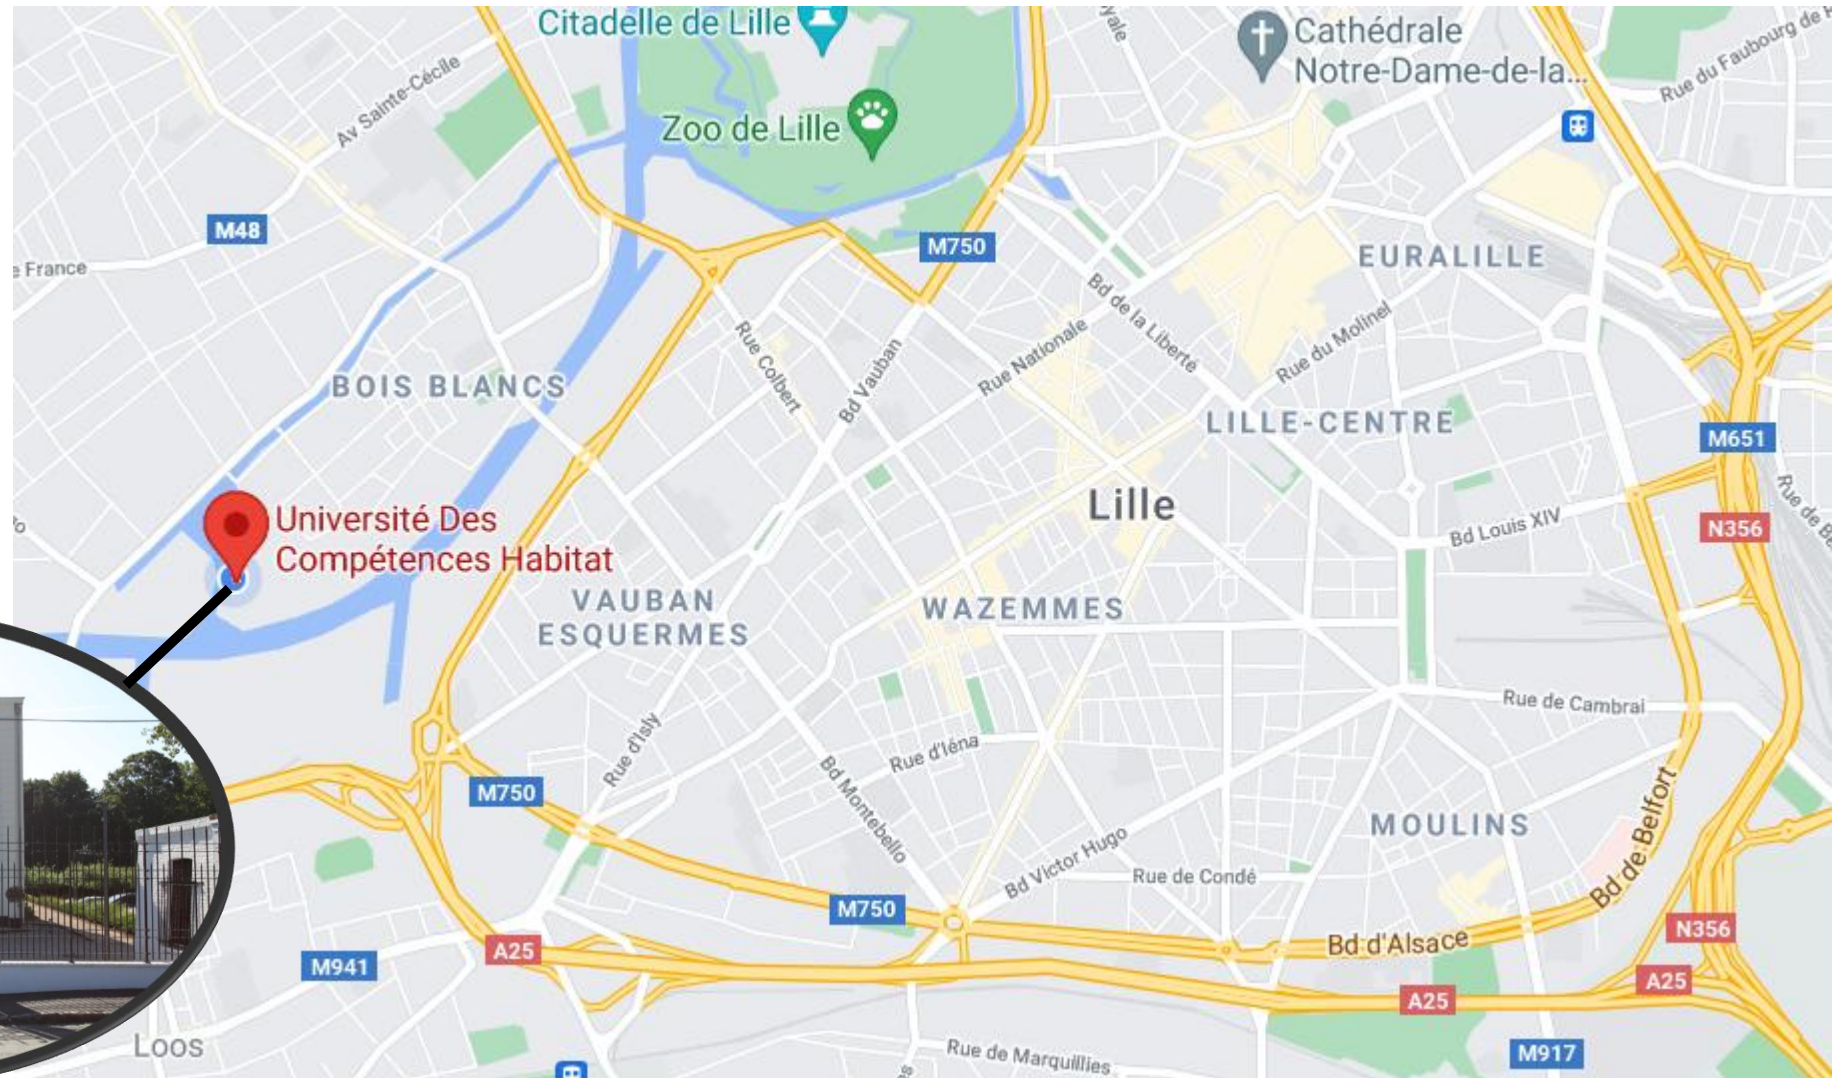 Citadelle de Lille
Cathédrale
Notre-Dame-de-la...
Rue du Faubourg de
Av Sainte-Cécile
Zoo de Lille
M48
M750
EURALILLE
France
Bd de la Liberté
Rue du Molinel
Rue Nationale
Rue Colbert
Bd Vauban
BOIS BLANCS
LILLE-CENTRE
M651
Université Des
Compétences Habitat
Lille
Bd Louis XIV
N356
Rue de
VAUBAN
ESQUERMES
WAZEMMES
Rue de Cambrai
Rue d'Isly
Rue d'Iéna
M750
Bd Montebello
MOULINS
Bd de Belfort
Bd Victor Hugo
Rue de Condé
M750
Bd d'Alsace
N356
A25
M941
A25
A25
Loos
Rue de Marquillies
M917